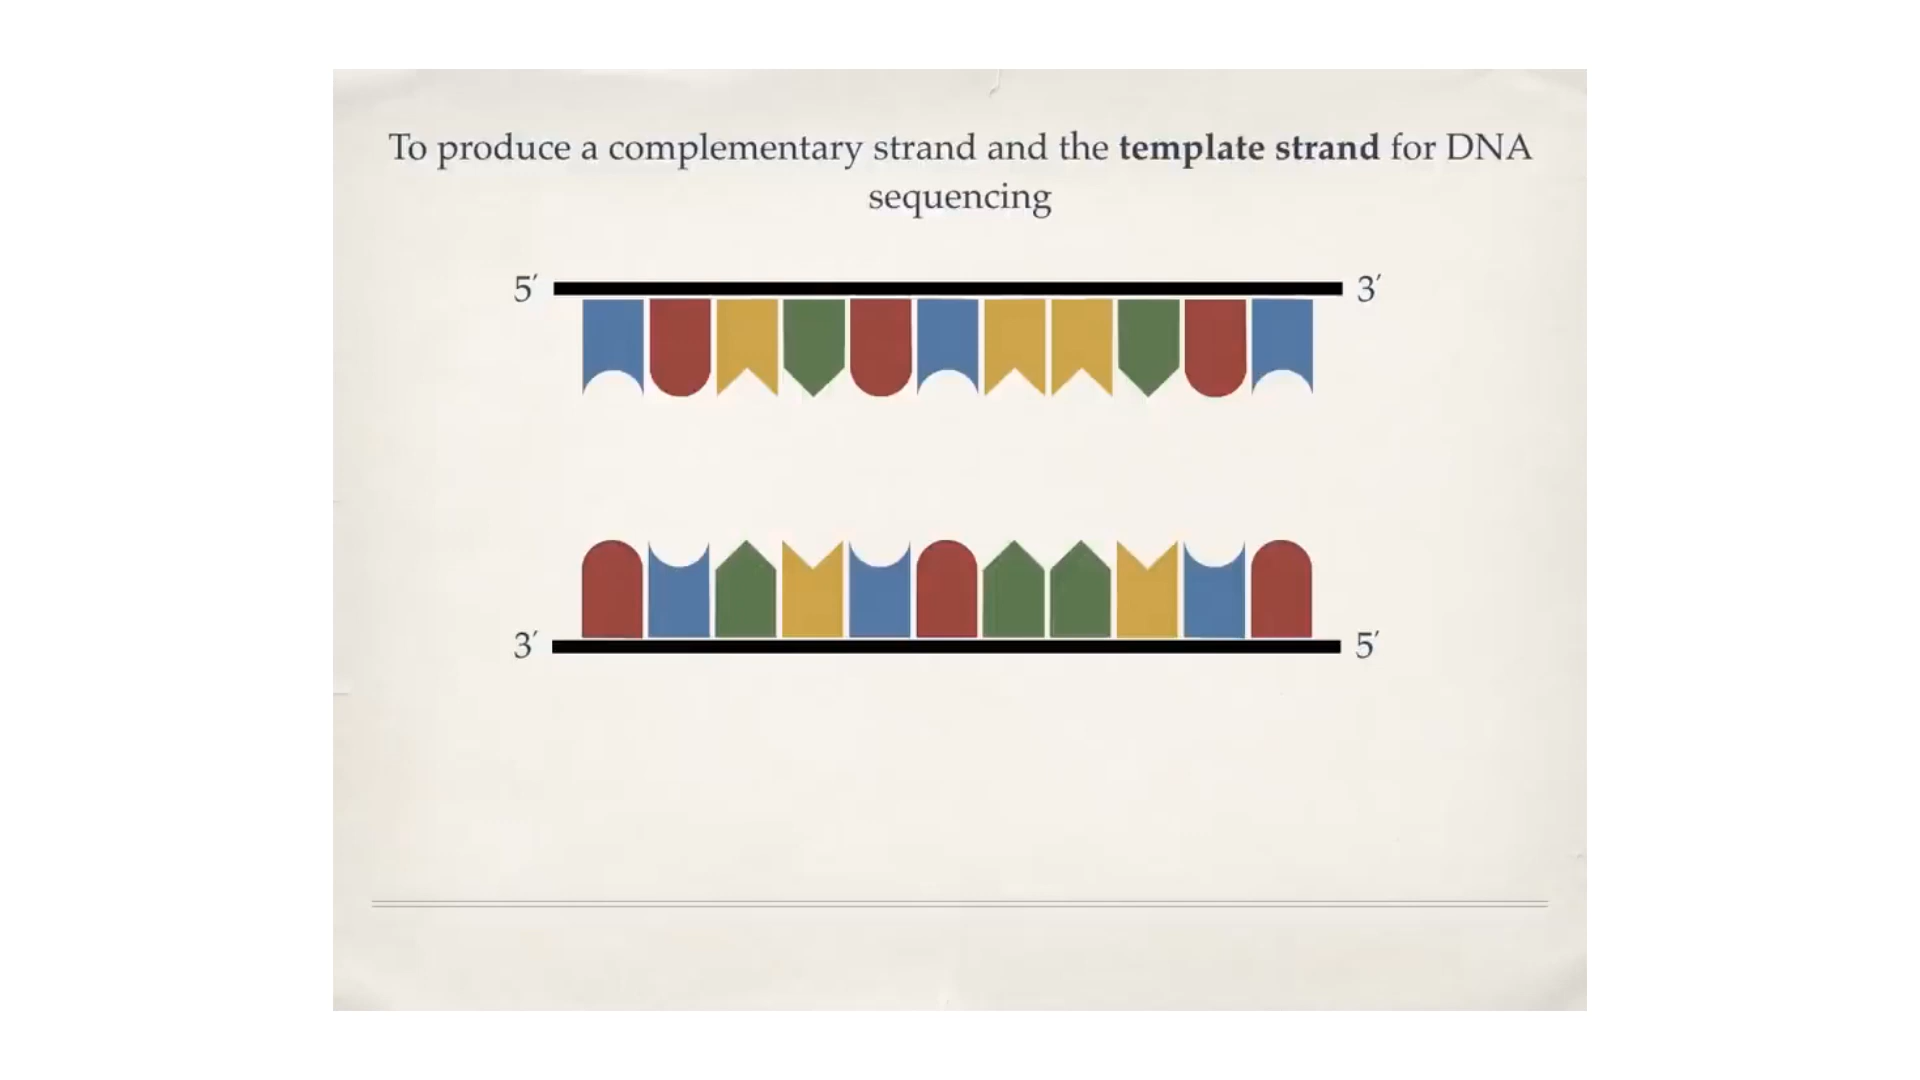 To produce a complementary strand and the template strand for DNA
sequencing
5′ 3′
3′ 5′